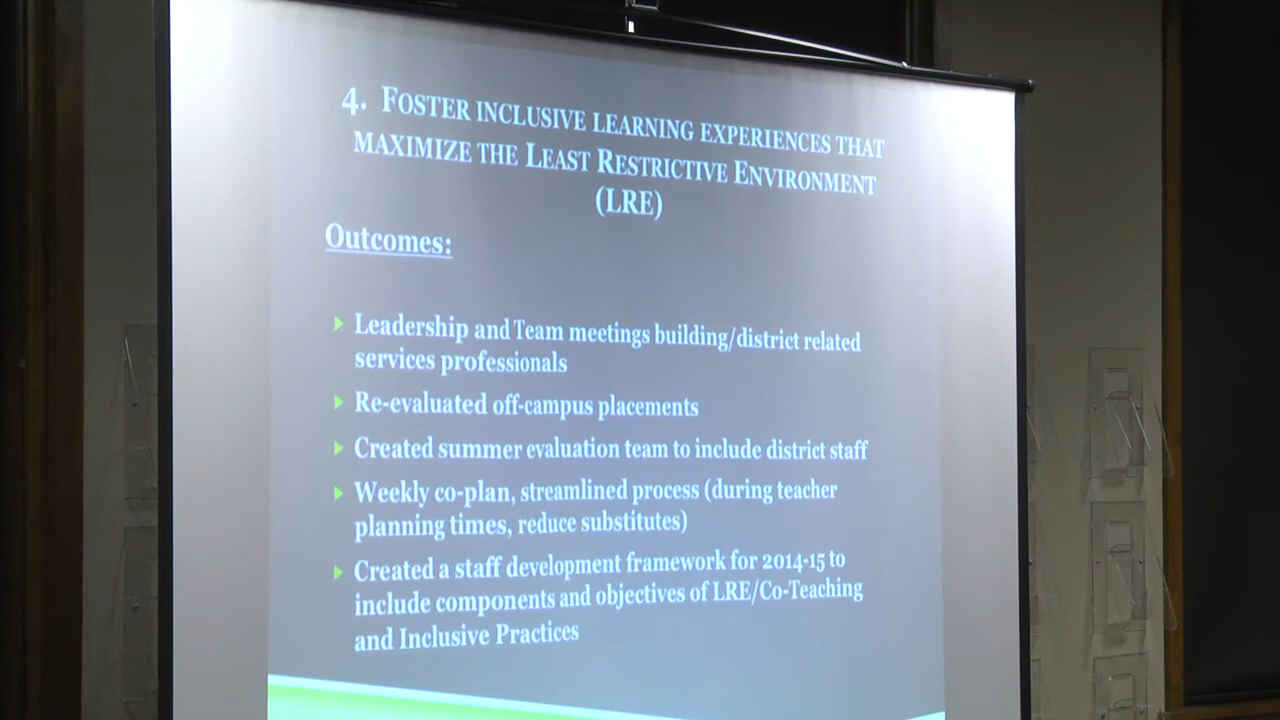 4. Foster inclusive learning experiences that
maximize the Least Restrictive Environment
(LRE)
Outcomes:
Leadership and Team meetings building/district related
services professionals
Re-evaluated off-campus placements
Created summer evaluation team to include district staff
Weekly co-plan, streamlined process (during teacher
planning times, reduce substitutes)
Created a staff development framework for 2014-15 to
include components and objectives of LRE/Co-Teaching
and Inclusive Practices